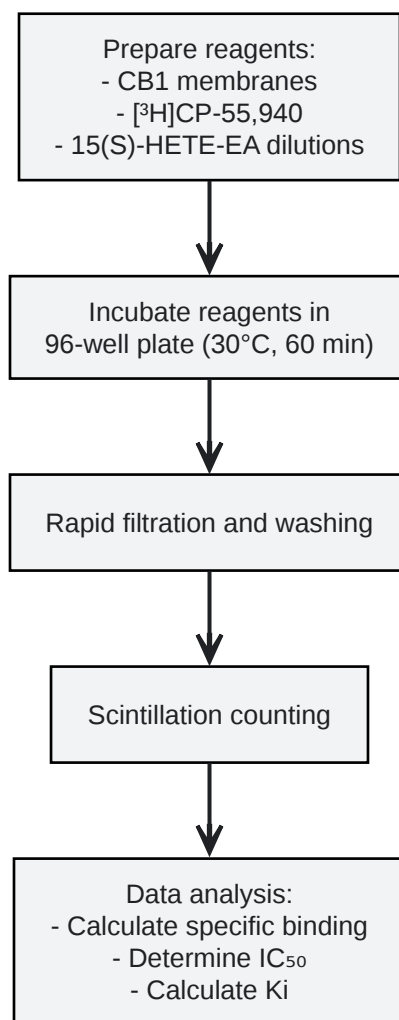 Prepare reagents:
- CB1 membranes
- [³H]CP-55,940
- 15(S)-HETE-EA dilutions
Incubate reagents in
96-well plate (30°C, 60 min)
Rapid filtration and washing
Scintillation counting
Data analysis:
- Calculate specific binding
- Determine IC₅₀
- Calculate Ki